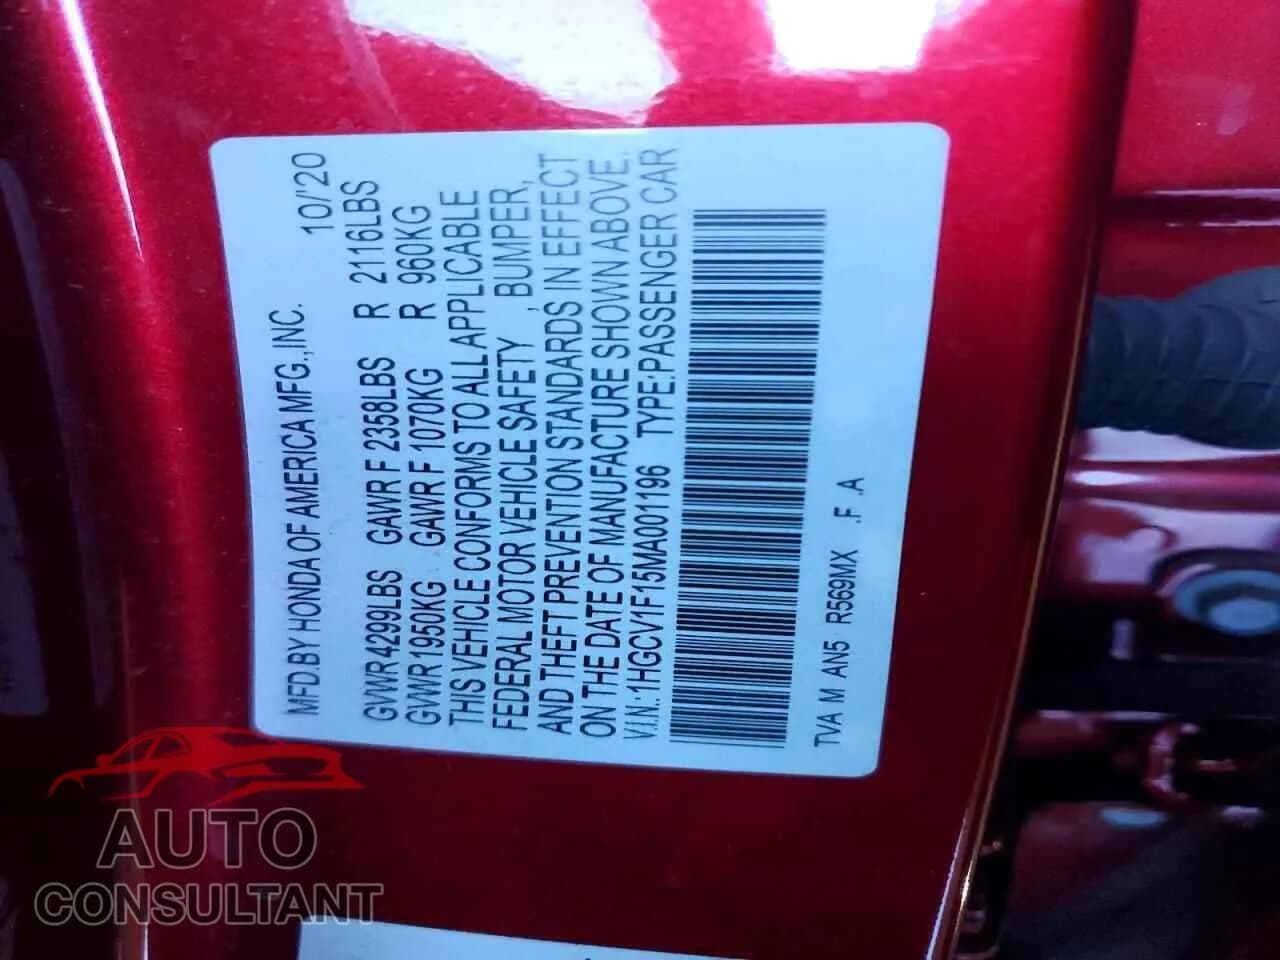 MFD.BY HONDA OF AMERICA MFG.,INC. 10/'20
GVWR 4299LBS GAWR F 2358LBS R 2116LBS
GVWR 1950KG GAWR F 1070KG R 960KG
THIS VEHICLE CONFORMS TO ALL APPLICABLE
FEDERAL MOTOR VEHICLE SAFETY , BUMPER,
AND THEFT PREVENTION STANDARDS IN EFFECT
ON THE DATE OF MANUFACTURE SHOWN ABOVE.
V.I.N.:1HGCV1F15MA001196 TYPE:PASSENGER CAR
TVA M AN5 R569MX .F .A
AUTO
CONSULTANT